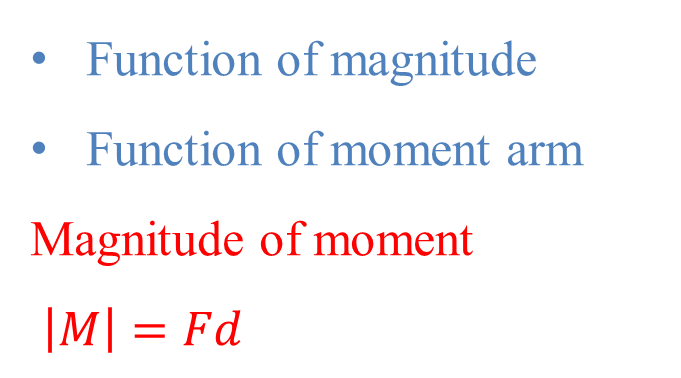 • Function of magnitude
• Function of moment arm
Magnitude of moment
|M| = Fd